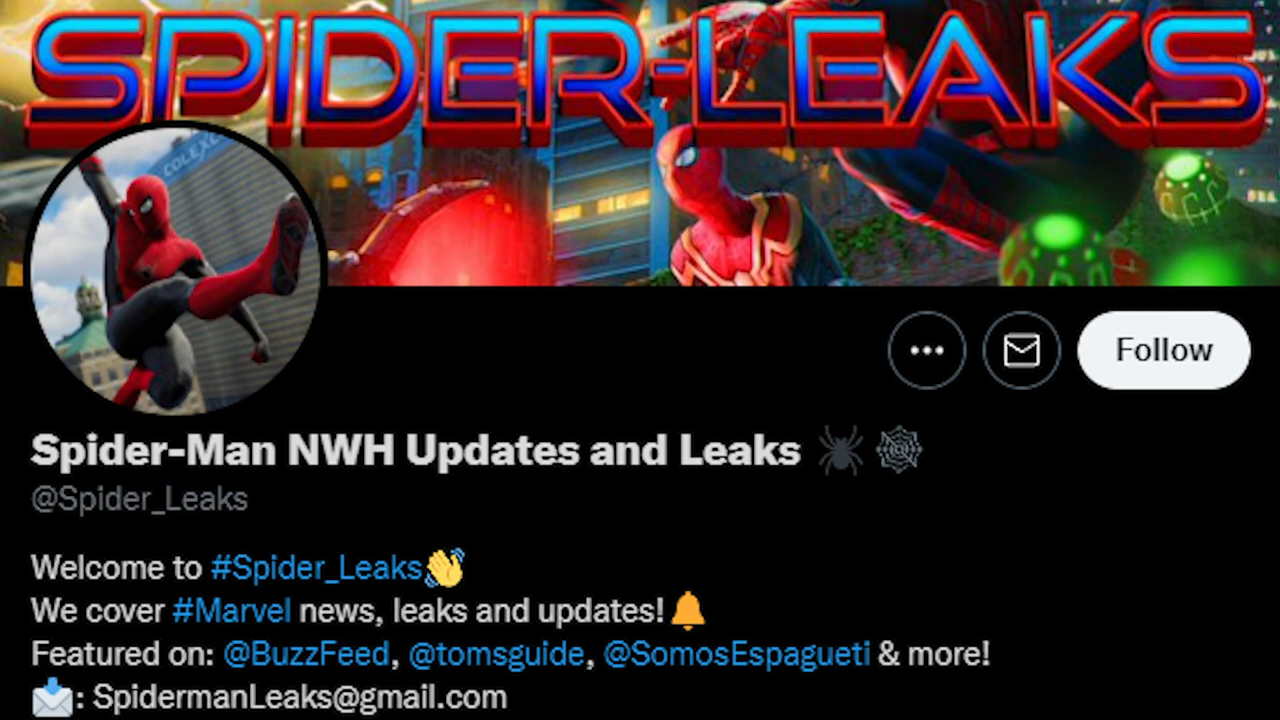 SPIDER-LEAKS
Follow
Spider-Man NWH Updates and Leaks 🕷️ 🕸️
@Spider_Leaks
Welcome to #Spider_Leaks👋
We cover #Marvel news, leaks and updates!🔔
Featured on: @BuzzFeed, @tomsguide, @SomosEspagueti & more!
📩: SpidermanLeaks@gmail.com